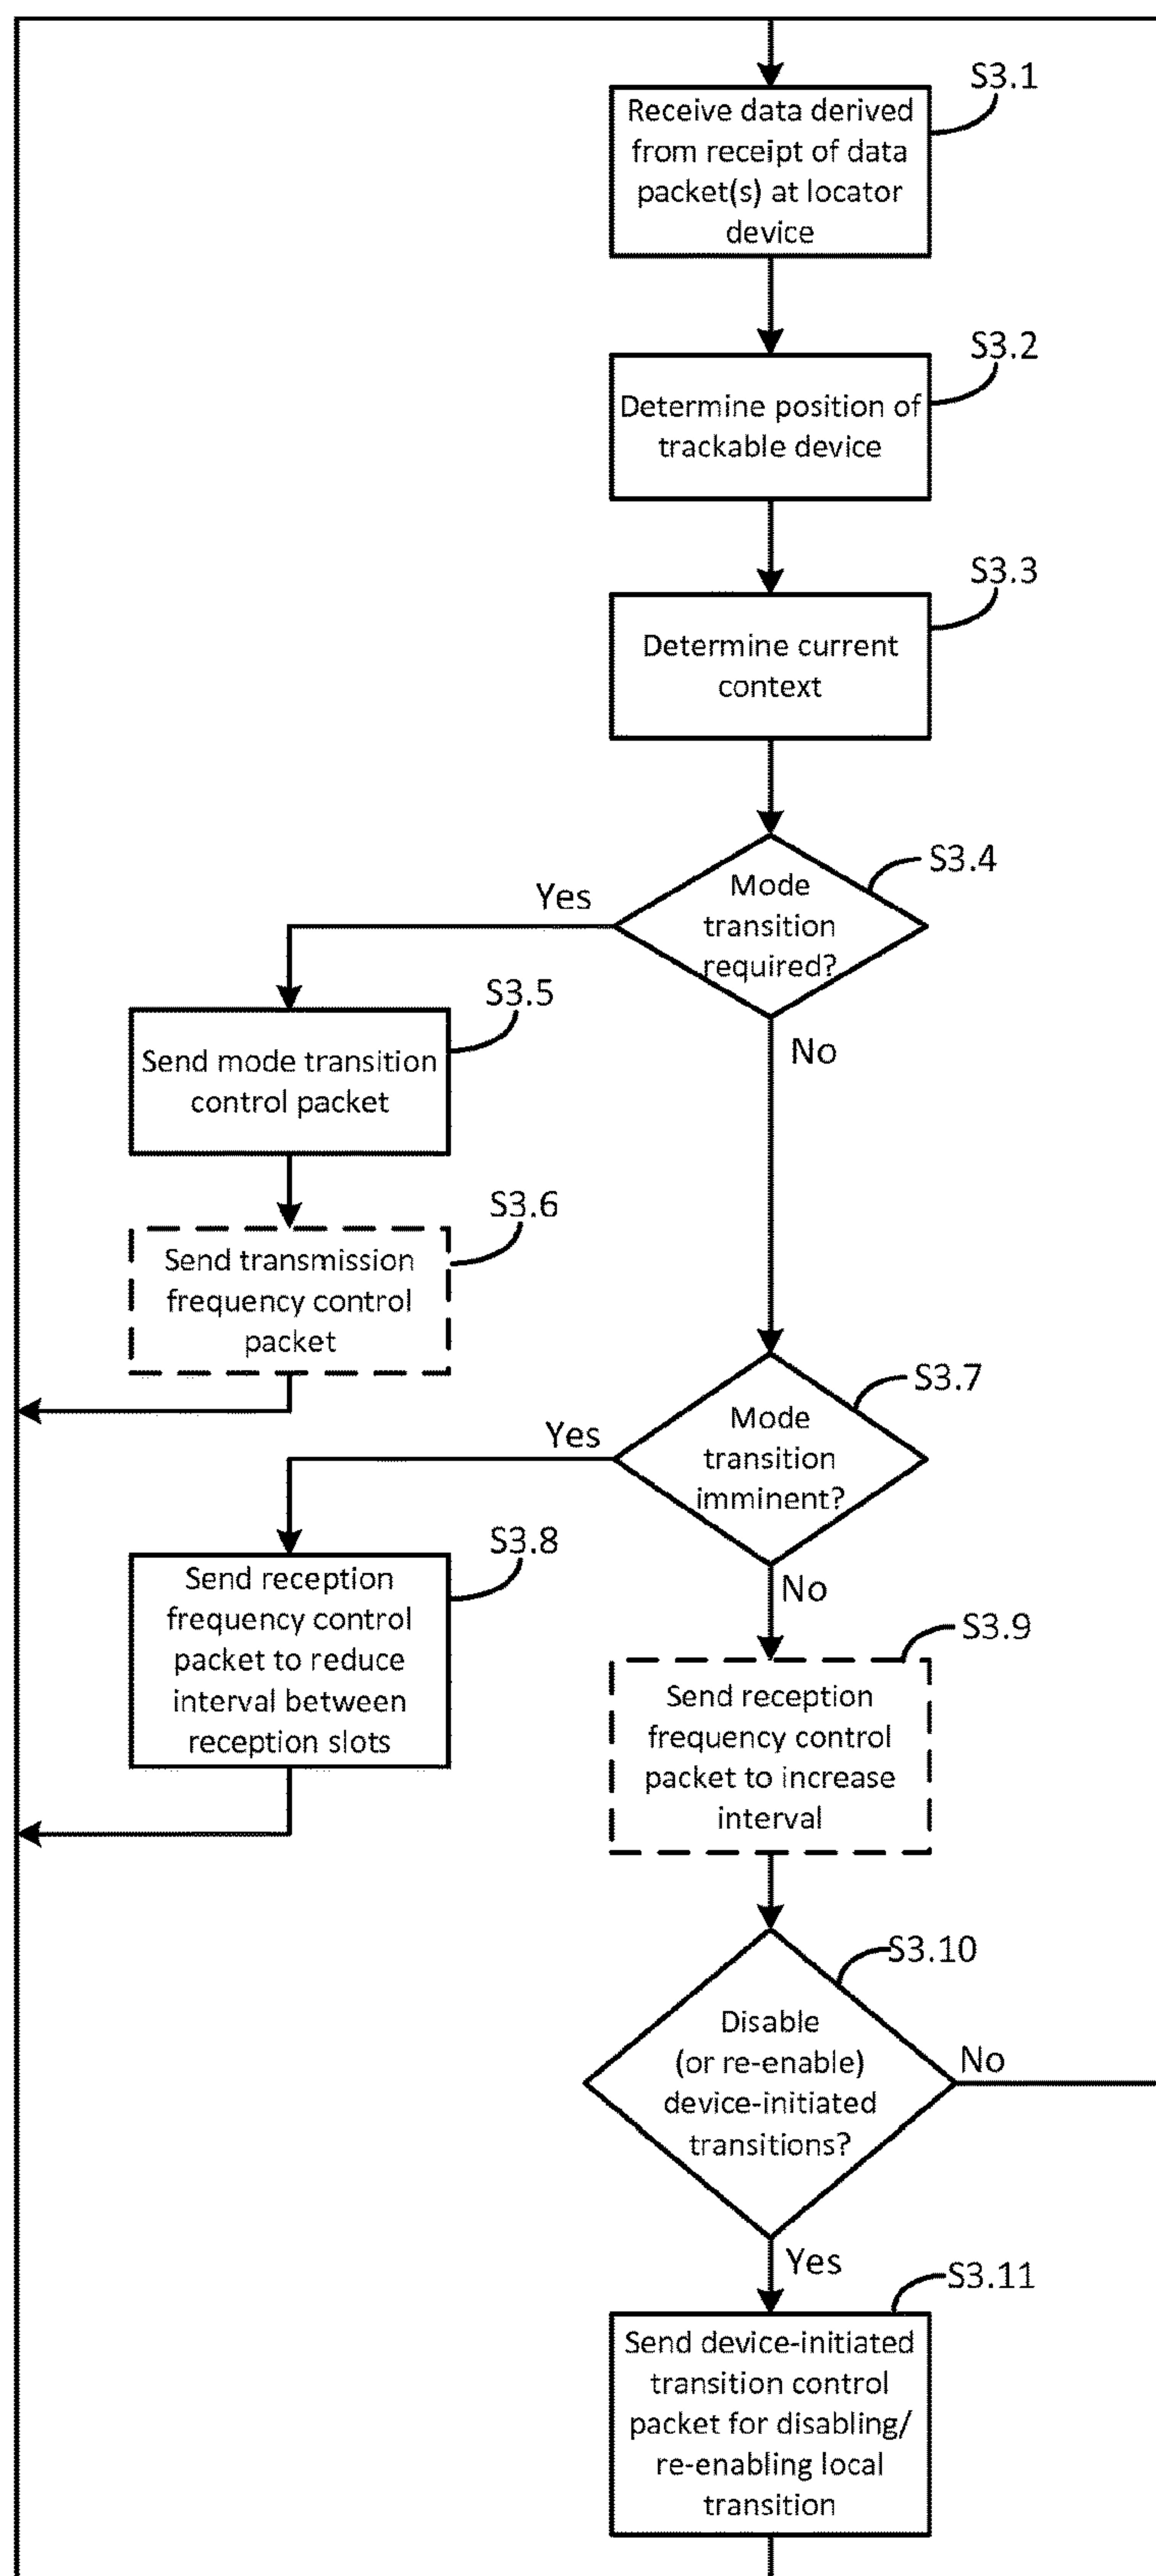 S3.1
Receive data derived
from receipt of data
packet(s) at locator
device
S3.2
Determine position of
trackable device
S3.3
Determine current
context
S3.4
Mode
transition
required?
Yes
No
S3.5
Send mode transition
control packet
S3.6
Send transmission
frequency control
packet
S3.7
Mode
transition
imminent?
Yes
No
S3.8
Send reception
frequency control
packet to reduce
interval between
reception slots
S3.9
Send reception
frequency control
packet to increase
interval
S3.10
Disable
(or re-enable)
device-initiated
transitions?
No
Yes
S3.11
Send device-initiated
transition control
packet for disabling/
re-enabling local
transition